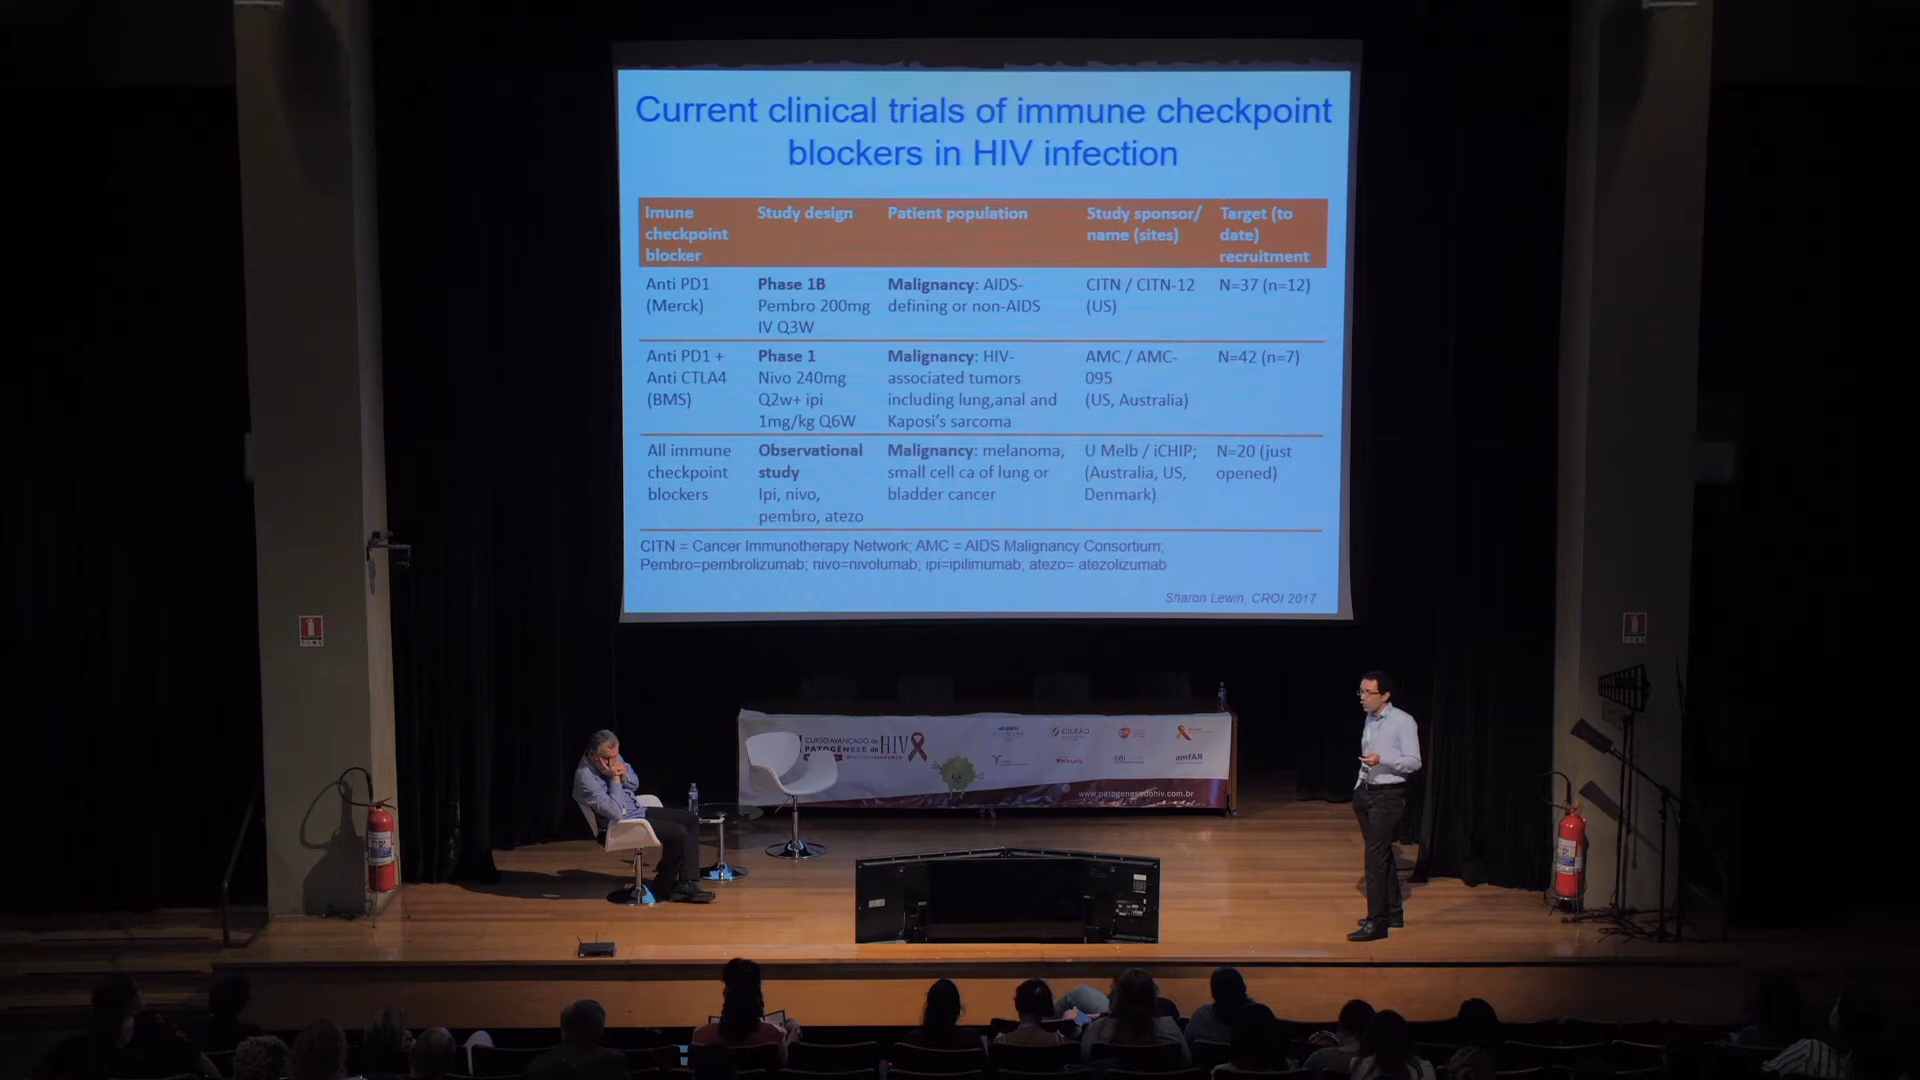 Current clinical trials of immune checkpoint
blockers in HIV infection
Imune
checkpoint
blocker
Study design
Patient population
Study sponsor/
name (sites)
Target (to
date)
recruitment
Anti PD1
(Merck)
Phase 1B
Pembro 200mg
IV Q3W
Malignancy: AIDS-
defining or non-AIDS
CITN / CITN-12
(US)
N=37 (n=12)
Anti PD1 +
Anti CTLA4
(BMS)
Phase 1
Nivo 240mg
Q2w+ ipi
1mg/kg Q6W
Malignancy: HIV-
associated tumors
including lung,anal and
Kaposi's sarcoma
AMC / AMC-
095
(US, Australia)
N=42 (n=7)
All immune
checkpoint
blockers
Observational
study
Ipi, nivo,
pembro, atezo
Malignancy: melanoma,
small cell ca of lung or
bladder cancer
U Melb / iCHIP;
(Australia, US,
Denmark)
N=20 (just
opened)
CITN = Cancer Immunotherapy Network; AMC = AIDS Malignancy Consortium;
Pembro=pembrolizumab; nivo=nivolumab; ipi=ipilimumab; atezo= atezolizumab
Sharon Lewin, CROI 2017
CURSO AVANÇADO de
PATOGÊNESE do HIV
GILEAD
amfAR
www.patogenesedohiv.com.br